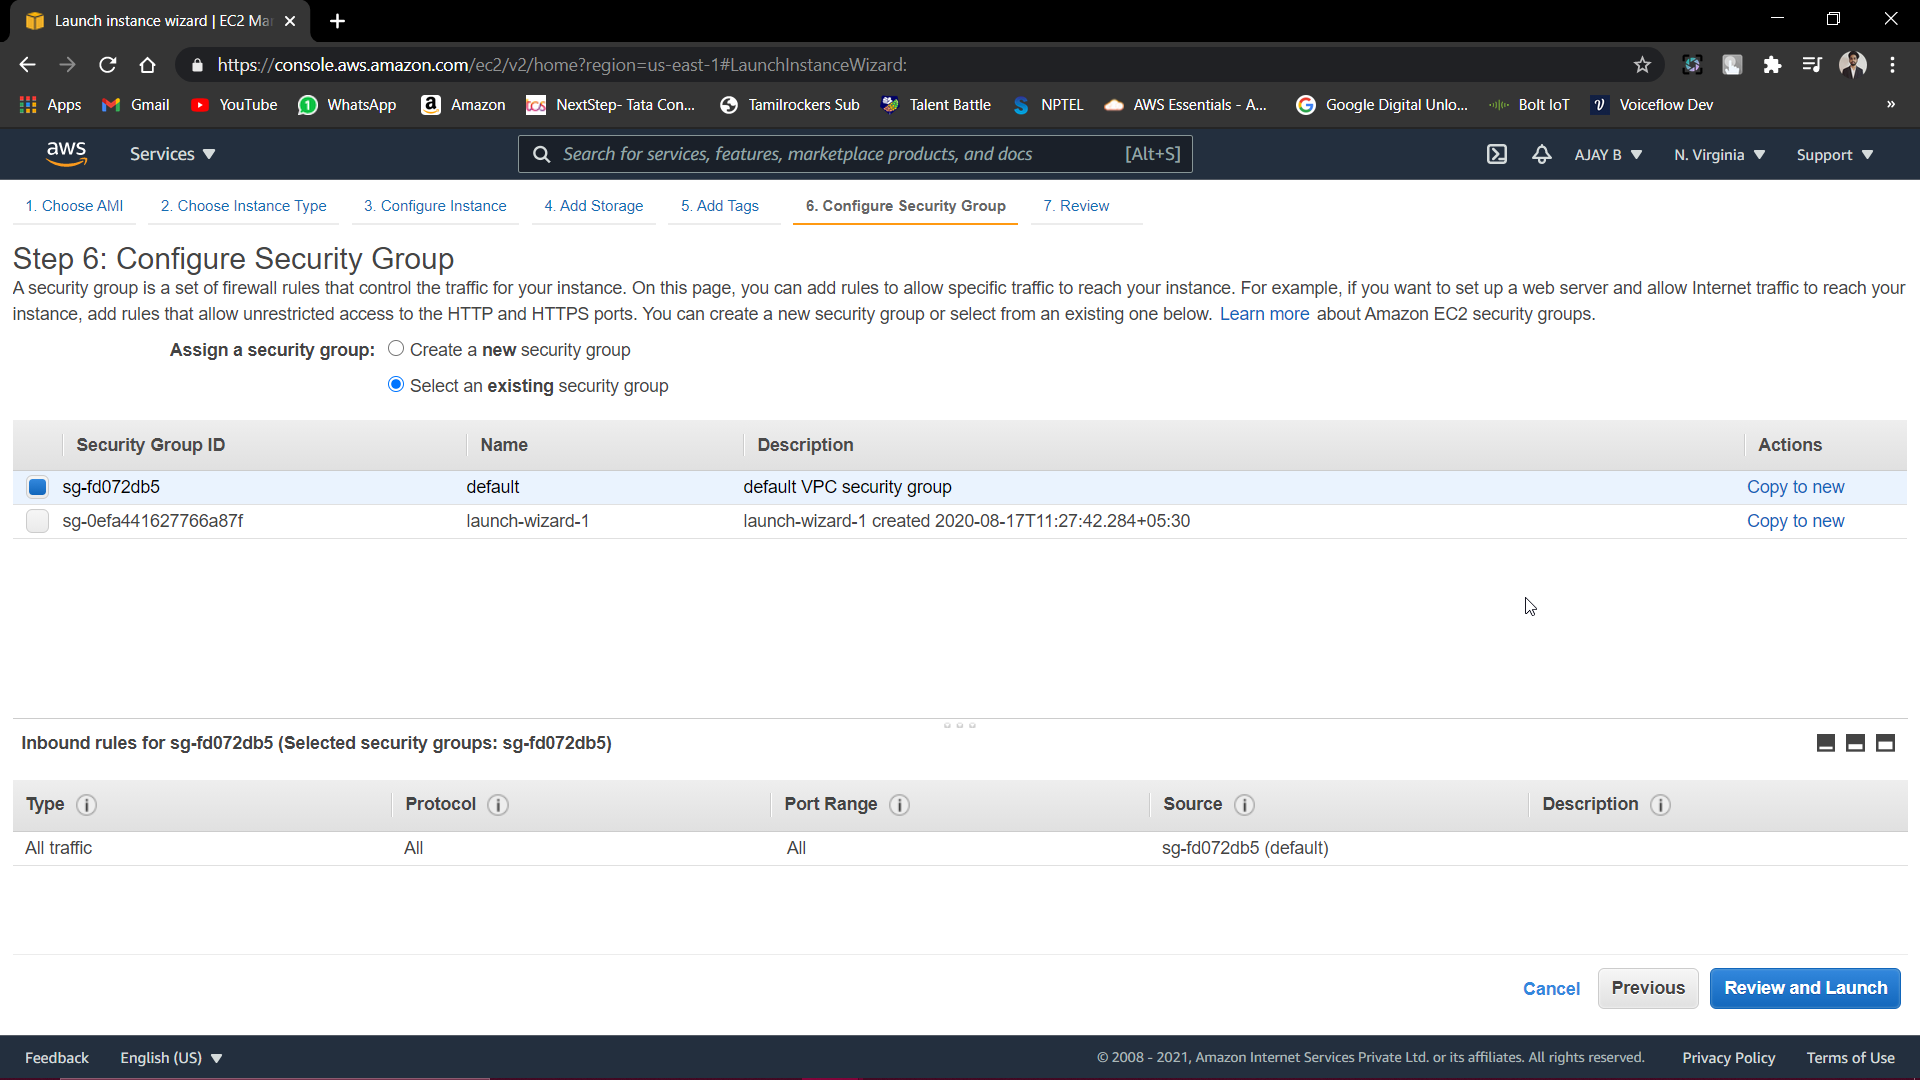 Launch instance wizard | EC2 Ma
https://console.aws.amazon.com/ec2/v2/home?region=us-east-1#LaunchInstanceWizard:
Apps Gmail YouTube WhatsApp Amazon NextStep- Tata Con... Tamilrockers Sub Talent Battle NPTEL AWS Essentials - A... Google Digital Unlo... Bolt IoT Voiceflow Dev »
aws Services Search for services, features, marketplace products, and docs [Alt+S] AJAY B N. Virginia Support
1. Choose AMI 2. Choose Instance Type 3. Configure Instance 4. Add Storage 5. Add Tags 6. Configure Security Group 7. Review
Step 6: Configure Security Group
A security group is a set of firewall rules that control the traffic for your instance. On this page, you can add rules to allow specific traffic to reach your instance. For example, if you want to set up a web server and allow Internet traffic to reach your
instance, add rules that allow unrestricted access to the HTTP and HTTPS ports. You can create a new security group or select from an existing one below. Learn more about Amazon EC2 security groups.
Assign a security group: Create a new security group
Select an existing security group
Security Group ID Name Description Actions
sg-fd072db5 default default VPC security group Copy to new
sg-0efa441627766a87f launch-wizard-1 launch-wizard-1 created 2020-08-17T11:27:42.284+05:30 Copy to new
Inbound rules for sg-fd072db5 (Selected security groups: sg-fd072db5)
Type Protocol Port Range Source Description
All traffic All All sg-fd072db5 (default)
Cancel Previous Review and Launch
Feedback English (US) © 2008 - 2021, Amazon Internet Services Private Ltd. or its affiliates. All rights reserved. Privacy Policy Terms of Use